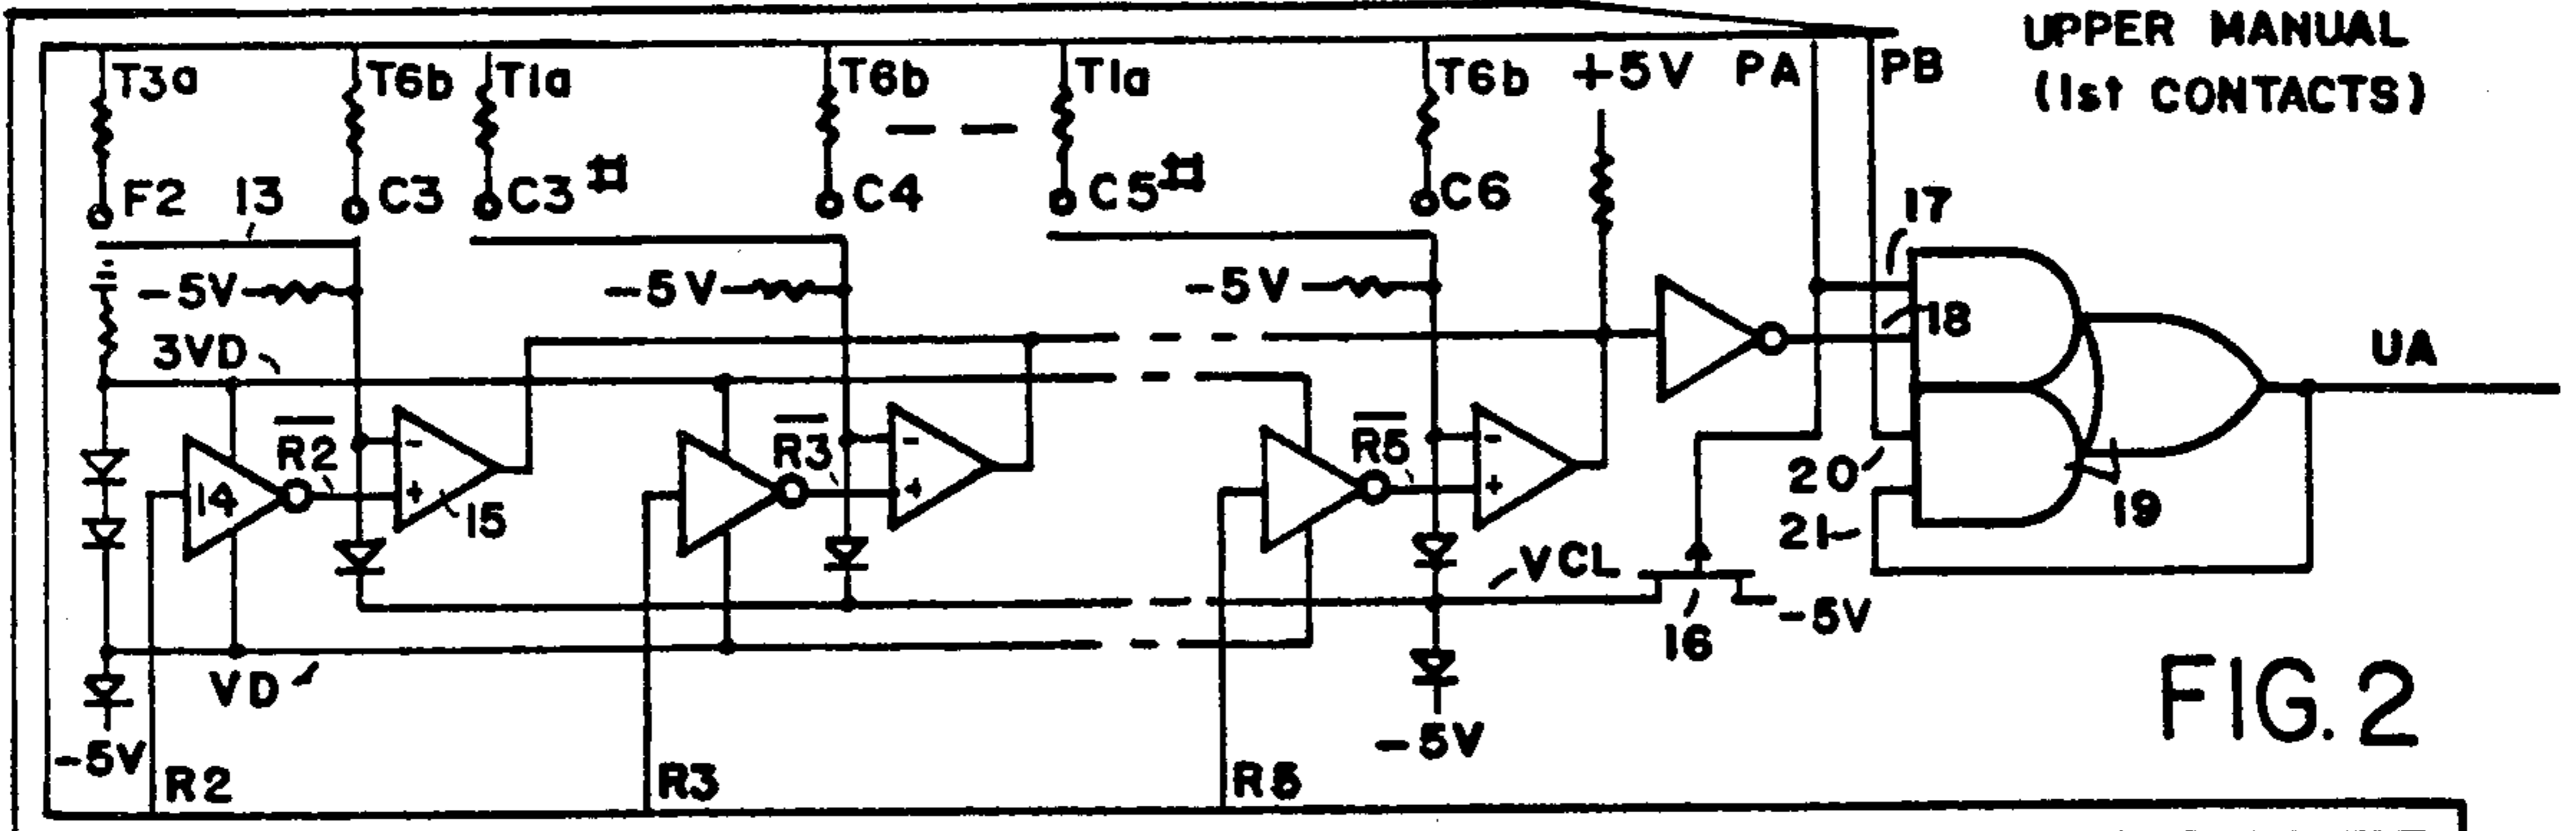 UPPER MANUAL
(1st CONTACTS)
T3a T6b T1a T6b T1a T6b +5V PA PB
F2 13 C3 C3# C4 C5# C6 17
-5V -5V -5V 18
3VD UA
R2 R3 R5
14 - + 15 - + - + 20 19
21
VCL -5V
16
VD
-5V -5V
R2 R3 R5
FIG. 2